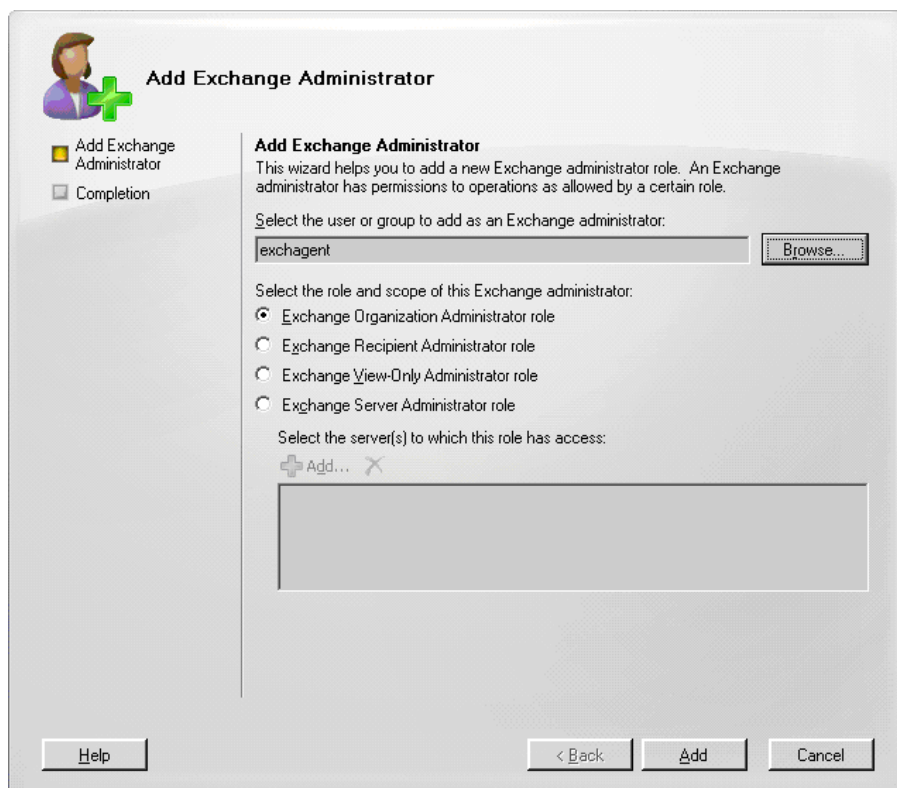 Add Exchange Administrator
Add Exchange
Administrator
Completion
Add Exchange Administrator
This wizard helps you to add a new Exchange administrator role. An Exchange
administrator has permissions to operations as allowed by a certain role.
Select the user or group to add as an Exchange administrator:
exchagent
Browse...
Select the role and scope of this Exchange administrator:
Exchange Organization Administrator role
Exchange Recipient Administrator role
Exchange View-Only Administrator role
Exchange Server Administrator role
Select the server(s) to which this role has access:
Add...
Help
< Back
Add
Cancel